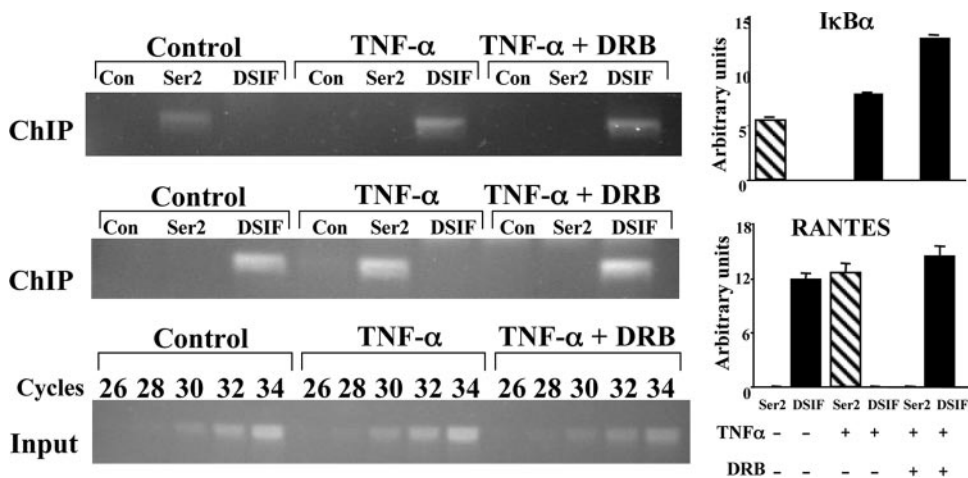 Control TNF-α TNF-α + DRB
Con Ser2 DSIF Con Ser2 DSIF Con Ser2 DSIF
ChIP
Control TNF-α TNF-α + DRB
Con Ser2 DSIF Con Ser2 DSIF Con Ser2 DSIF
ChIP
Control TNF-α TNF-α + DRB
Cycles 26 28 30 32 34 26 28 30 32 34 26 28 30 32 34
Input
IκBα
Arbitrary units
15
10
5
0
RANTES
Arbitrary units
18
12
6
0
Ser2 DSIF Ser2 DSIF Ser2 DSIF
TNFα - - + + + +
DRB - - - - + +